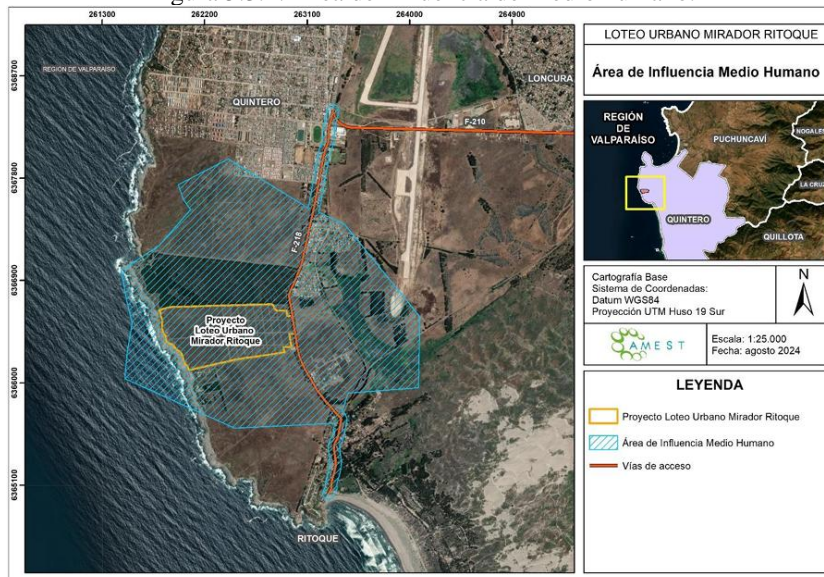 261300
262200
263100
264000
264900
6368700
6367800
6366900
6366000
6365100
REGIÓN DE VALPARAÍSO
QUINTERO
LONCURA
F-210
F-218
Proyecto
Loteo Urbano
Mirador Ritoque
RITOQUE
LOTEO URBANO MIRADOR RITOQUE
Área de Influencia Medio Humano
REGIÓN
DE
VALPARAÍSO
PUCHUNCAVÍ
NOGALES
LA CRUZ
QUINTERO
QUILLOTA
Cartografía Base
Sistema de Coordenadas:
Datum WGS84
Proyección UTM Huso 19 Sur
N
AMEST
Escala: 1:25.000
Fecha: agosto 2024
LEYENDA
Proyecto Loteo Urbano Mirador Ritoque
Área de Influencia Medio Humano
Vías de acceso